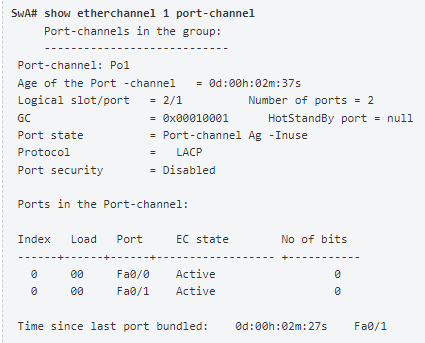 SwA# show etherchannel 1 port-channel
Port-channels in the group:
----------------------------
Port-channel: Po1
Age of the Port -channel = 0d:00h:02m:37s
Logical slot/port = 2/1 Number of ports = 2
GC = 0x00010001 HotStandBy port = null
Port state = Port-channel Ag -Inuse
Protocol = LACP
Port security = Disabled
Ports in the Port-channel:
Index Load Port EC state No of bits
------+------+------+------------------ +-----------
0 00 Fa0/0 Active 0
0 00 Fa0/1 Active 0
Time since last port bundled: 0d:00h:02m:27s Fa0/1